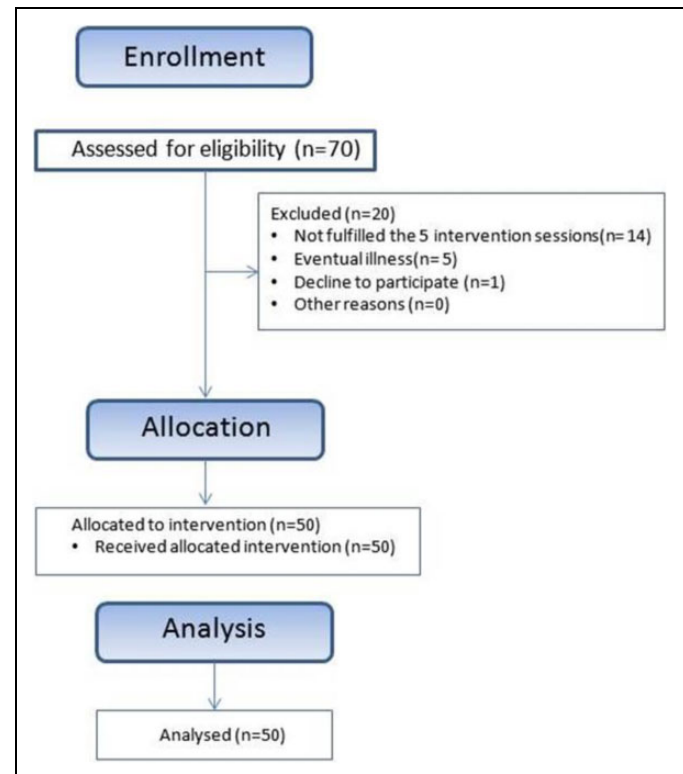 Enrollment
Assessed for eligibility (n=70)
Excluded (n=20)
• Not fulfilled the 5 intervention sessions(n= 14)
• Eventual illness(n= 5)
• Decline to participate (n=1)
• Other reasons (n=0)
Allocation
Allocated to intervention (n=50)
• Received allocated intervention (n=50)
Analysis
Analysed (n=50)